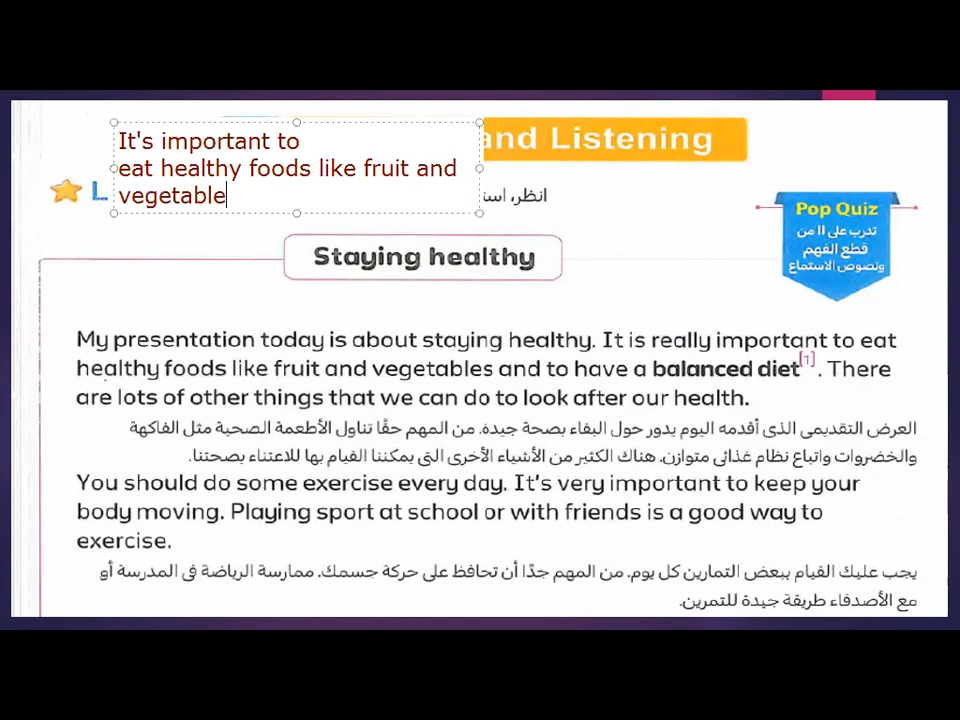 It's important to
eat healthy foods like fruit and
vegetable
and Listening
L
انظر، است
Pop Quiz
تدرب على 11 من
قطع الفهم
ونصوص الاستماع
Staying healthy
My presentation today is about staying healthy. It is really important to eat
healthy foods like fruit and vegetables and to have a balanced diet[1]. There
are lots of other things that we can do to look after our health.
العرض التقديمى الذى أقدمه اليوم يدور حول البقاء بصحة جيدة. من المهم حقًا تناول الأطعمة الصحية مثل الفاكهة
والخضروات واتباع نظام غذائى متوازن. هناك الكثير من الأشياء الأخرى التى يمكننا القيام بها للاعتناء بصحتنا.
You should do some exercise every day. It's very important to keep your
body moving. Playing sport at school or with friends is a good way to
exercise.
يجب عليك القيام ببعض التمارين كل يوم. من المهم جدًا أن تحافظ على حركة جسمك. ممارسة الرياضة فى المدرسة أو
مع الأصدقاء طريقة جيدة للتمرين.